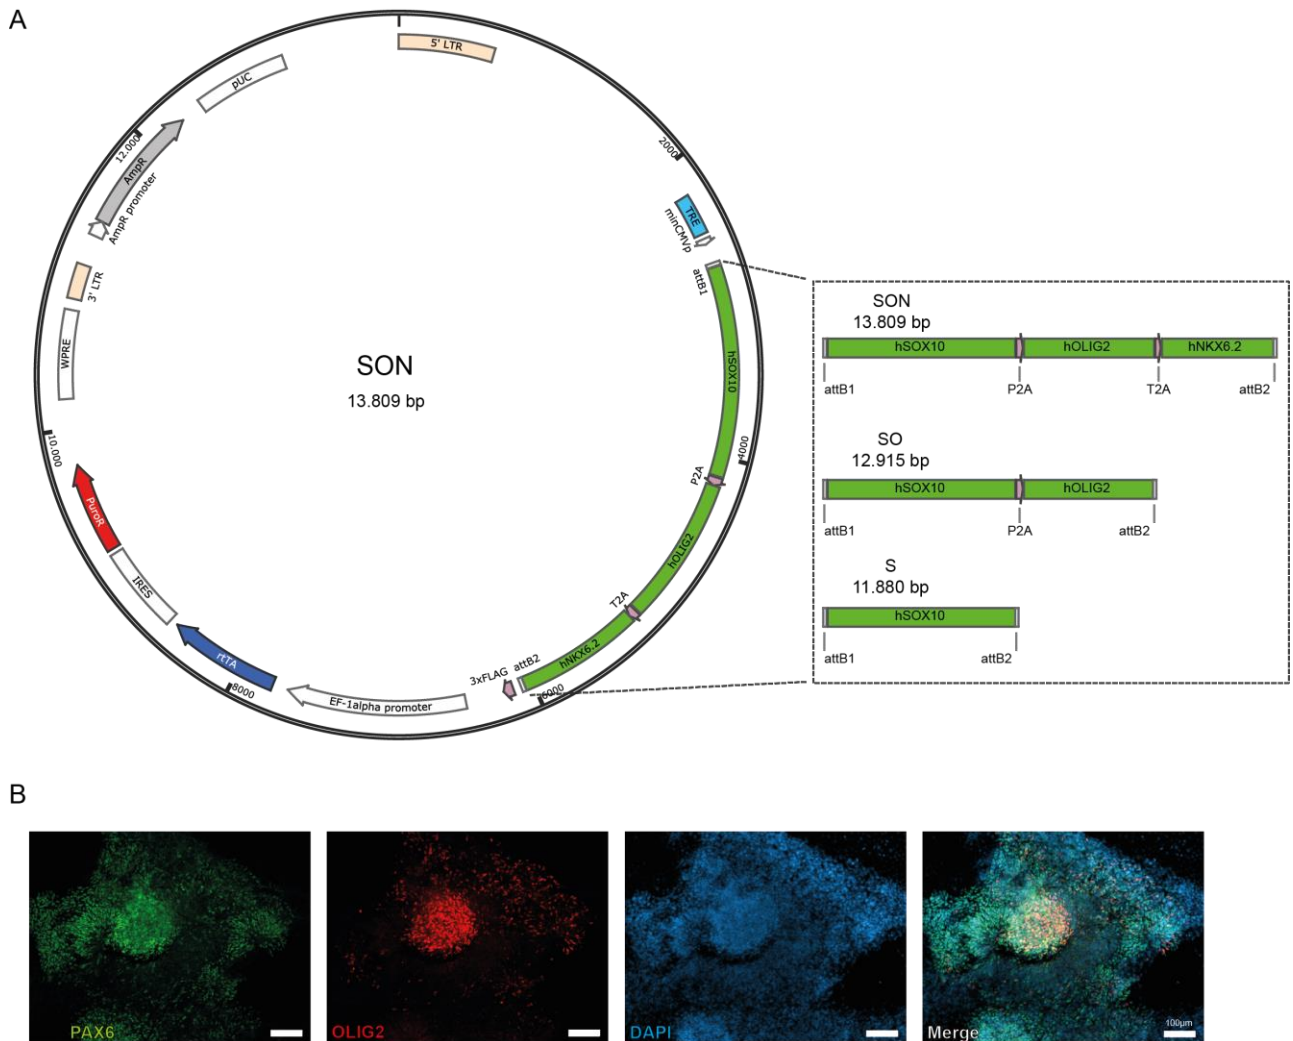 A
5' LTR
pUC
12.000
AmpR
AmpR promoter
2000
TRE
minCMVp
attB1
3' LTR
WPRE
hSOX10
SON
13.809 bp
10.000
4000
P2A
PuroR
hOLIG2
IRES
T2A
hNKX6.2
rtTA
3xFLAG
attB2
8000
6000
EF-1alpha promoter
SON
13.809 bp
hSOX10 hOLIG2 hNKX6.2
attB1 P2A T2A attB2
SO
12.915 bp
hSOX10 hOLIG2
attB1 P2A attB2
S
11.880 bp
hSOX10
attB1 attB2
B
PAX6 OLIG2 DAPI Merge
100µm